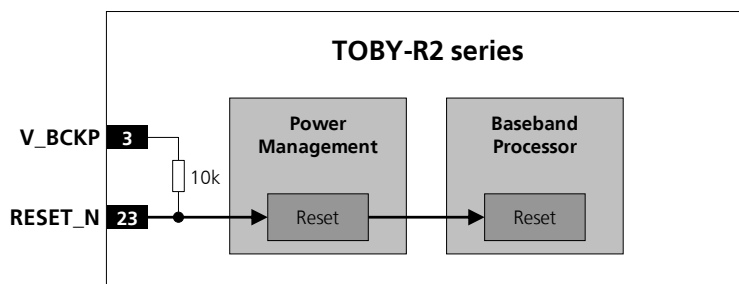 TOBY-R2 series
V_BCKP 3
Power
Management
Baseband
Processor
10k
RESET_N 23
Reset
Reset